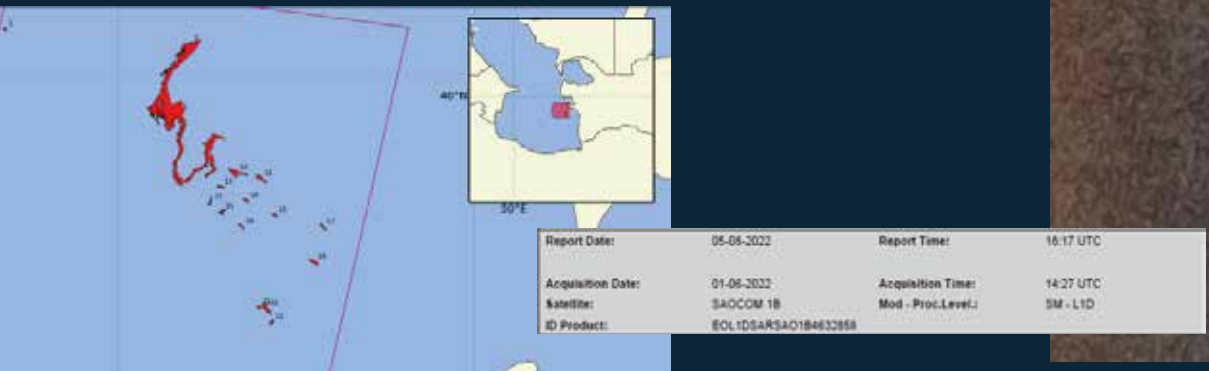 40°N
50°E
Report Date: 05-06-2022 Report Time: 16:17 UTC
Acquisition Date: 01-06-2022 Acquisition Time: 14:27 UTC
Satellite: SAOCOM 1B Mod - Proc.Level.: SM - L1D
ID Product: EOL1DSARSAO1B4632858